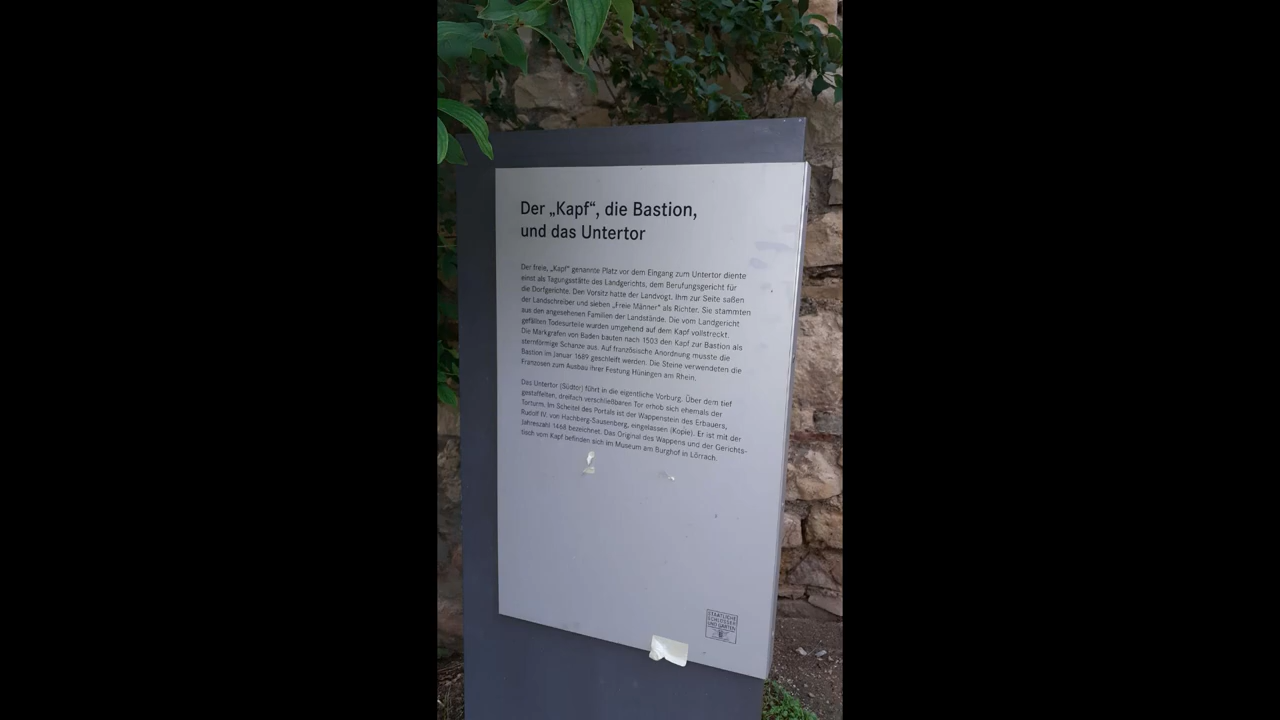 Der „Kapf“, die Bastion,
und das Untertor
Der freie, „Kapf“ genannte Platz vor dem Eingang zum Untertor diente
einst als Tagungsstätte des Landgerichts, dem Berufungsgericht für
die Dorfgerichte. Den Vorsitz hatte der Landvogt. Ihm zur Seite saßen
der Landschreiber und sieben „Freie Männer“ als Richter. Sie stammten
aus den angesehenen Familien der Landstände. Die vom Landgericht
gefällten Todesurteile wurden umgehend auf dem Kapf vollstreckt.
Die Markgrafen von Baden bauten nach 1503 den Kapf zur Bastion als
sternförmige Schanze aus. Auf französische Anordnung musste die
Bastion im Januar 1689 geschleift werden. Die Steine verwendeten die
Franzosen zum Ausbau ihrer Festung Hüningen am Rhein.
Das Untertor (Südtor) führt in die eigentliche Vorburg. Über dem tief
gestaffelten, dreifach verschließbaren Tor erhob sich ehemals der
Torturm. Im Scheitel des Portals ist der Wappenstein des Erbauers,
Rudolf IV. von Hachberg-Sausenberg, eingelassen (Kopie). Er ist mit der
Jahreszahl 1468 bezeichnet. Das Original des Wappens und der Gerichts-
tisch vom Kapf befinden sich im Museum am Burghof in Lörrach.
STAATLICHE
SCHLÖSSER
UND GÄRTEN